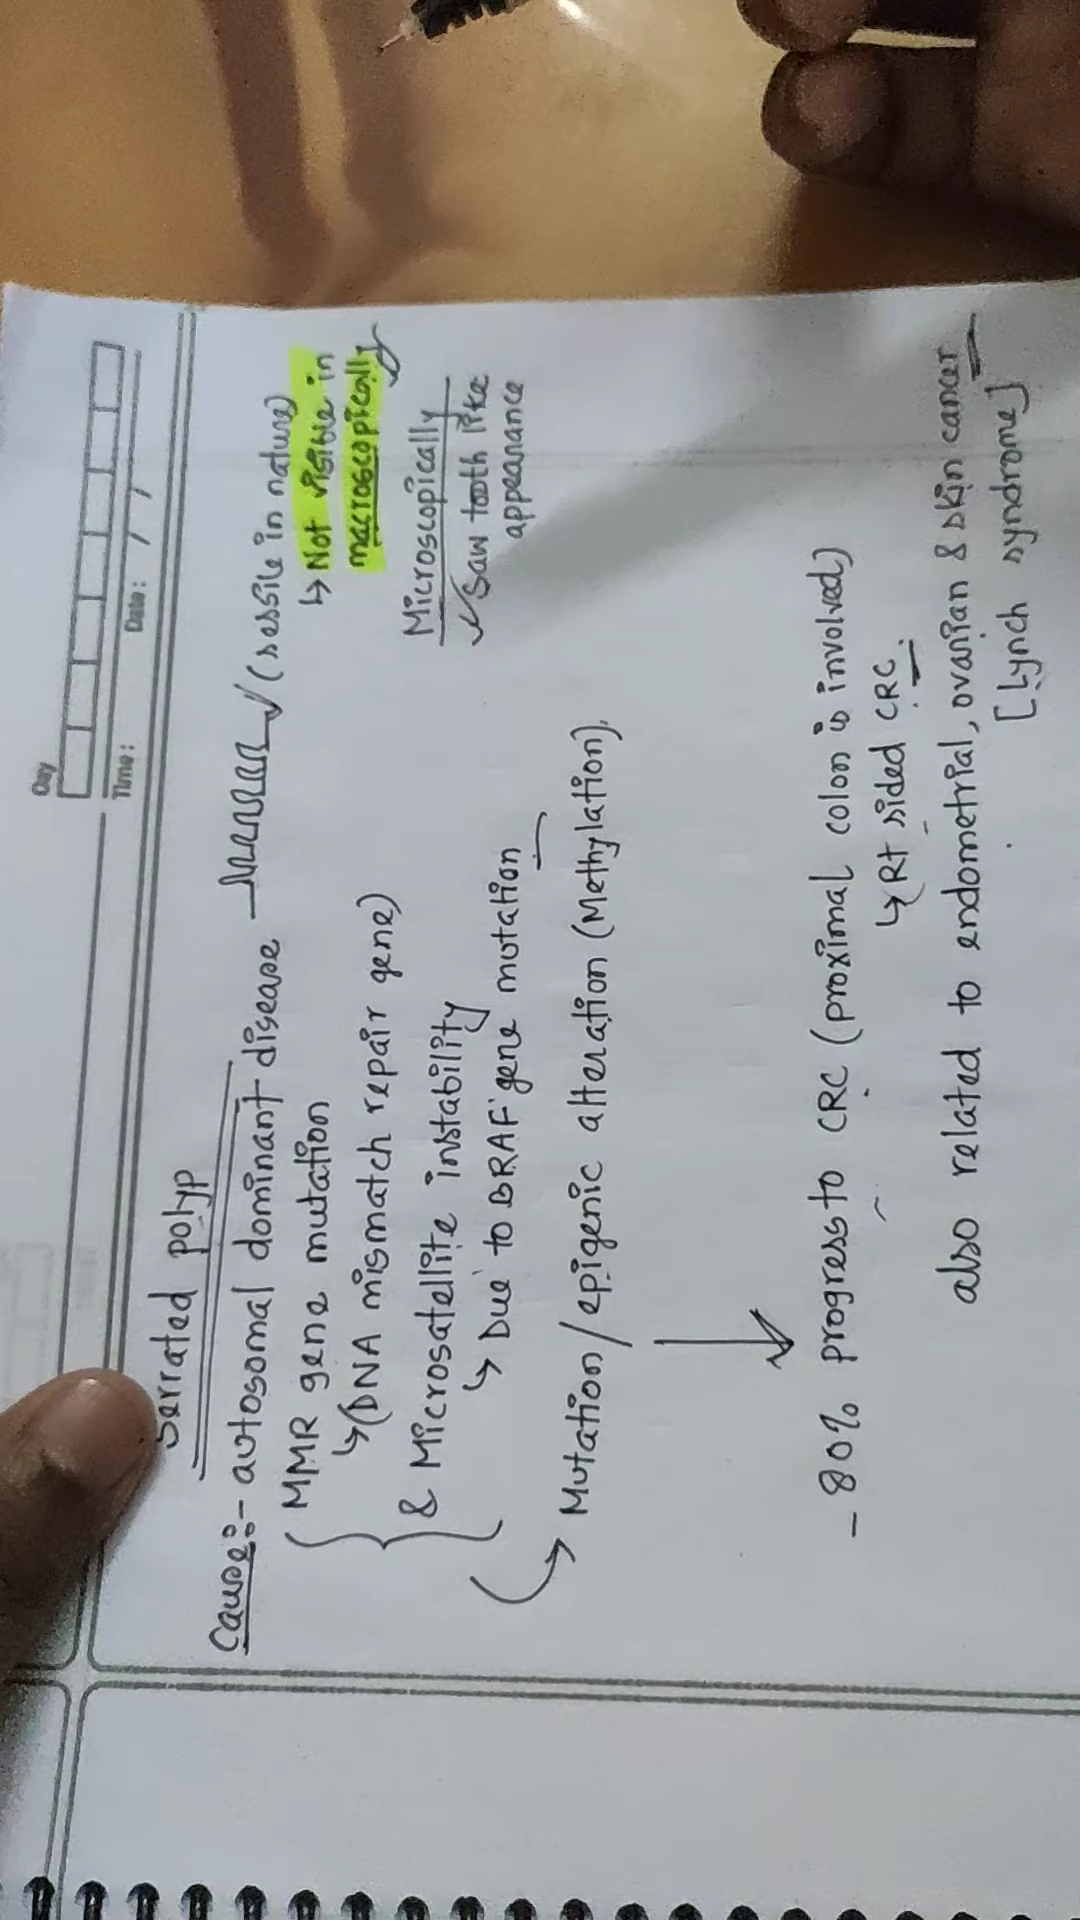 Day
Time:
Date: / /
Serrated polyp
Cause:- autosomal dominant disease (sessile in nature)
↳ Not visible in
macroscopically
MMR gene mutation
↳ (DNA mismatch repair gene)
& Microsatellite instability
↳ Due to BRAF gene mutation
Microscopically
Saw tooth like
appearance
→ Mutation/epigenic alteration (Methylation).
↓
- 80% progress to CRC (proximal colon is involved)
↳ Rt sided CRC.
also related to endometrial, ovarian & skin cancer
[Lynch syndrome]